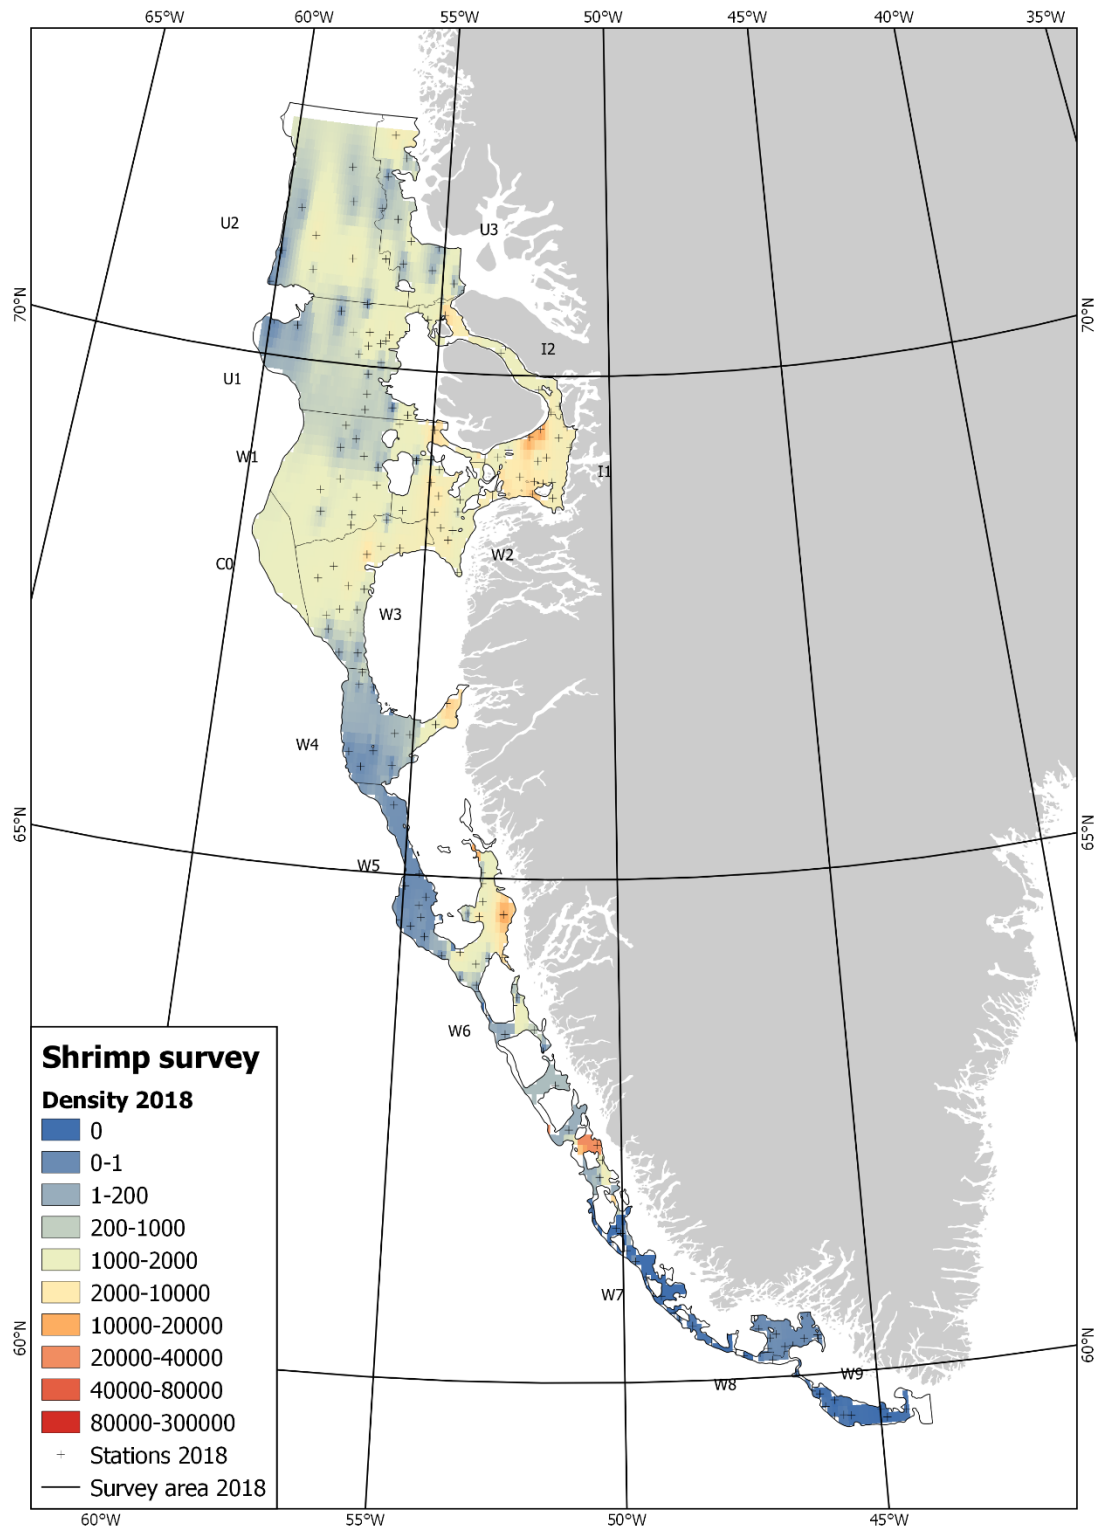 65°W 60°W 55°W 50°W 45°W 40°W 35°W
U2
U3
70°N
70°N
I2
U1
W1
I1
W2
C0
W3
W4
65°N
65°N
W5
W6
W7
60°N
60°N
W8
W9
Shrimp survey
Density 2018
0
0-1
1-200
200-1000
1000-2000
2000-10000
10000-20000
20000-40000
40000-80000
80000-300000
Stations 2018
Survey area 2018
60°W 55°W 50°W 45°W